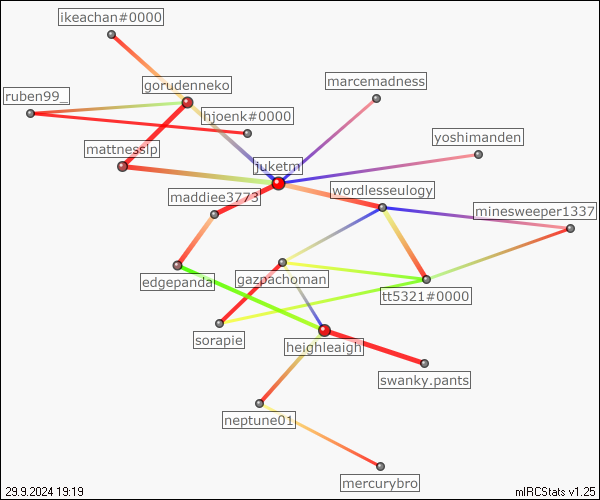 ikeachan#0000
gorudenneko
marcemadness
ruben99_
hjoenk#0000
yoshimanden
mattnesslp
juketm
maddiee3773
wordlesseulogy
minesweeper1337
edgepanda
gazpachoman
tt5321#0000
sorapie
heighleaigh
swanky.pants
neptune01
mercurybro
29.9.2024 19:19
mIRCStats v1.25